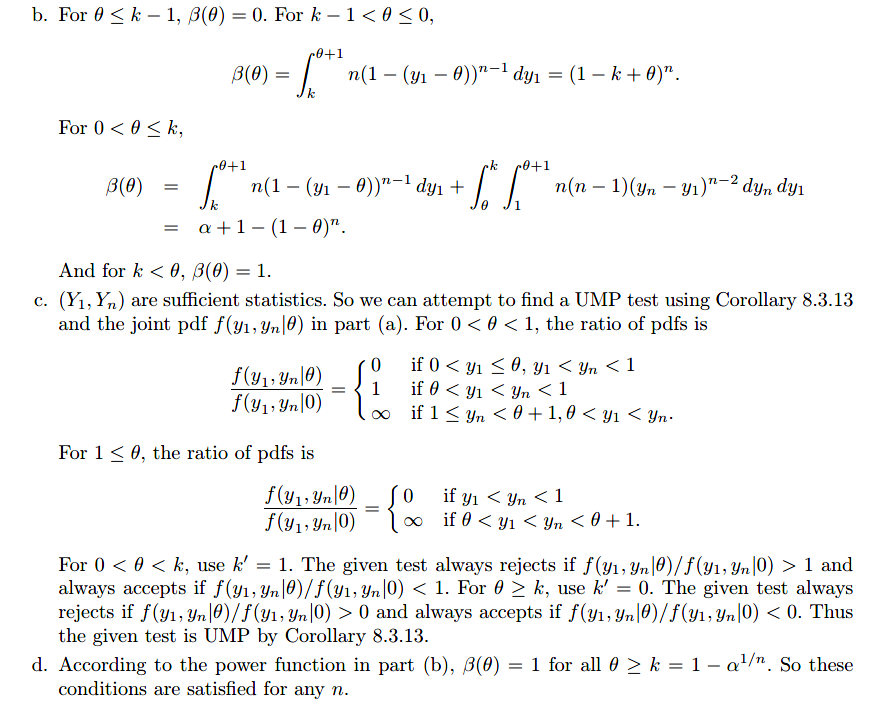 b. For θ ≤ k − 1, β(θ) = 0. For k − 1 < θ ≤ 0,
β(θ) = ∫_k^{θ+1} n(1 − (y₁ − θ))^{n−1} dy₁ = (1 − k + θ)^n.
For 0 < θ ≤ k,
β(θ) = ∫_k^{θ+1} n(1 − (y₁ − θ))^{n−1} dy₁ + ∫_θ^k ∫_1^{θ+1} n(n − 1)(yₙ − y₁)^{n−2} dyₙ dy₁
= α + 1 − (1 − θ)^n.
And for k < θ, β(θ) = 1.
c. (Y₁, Yₙ) are sufficient statistics. So we can attempt to find a UMP test using Corollary 8.3.13
and the joint pdf f(y₁, yₙ|θ) in part (a). For 0 < θ < 1, the ratio of pdfs is
f(y₁, yₙ|θ)/f(y₁, yₙ|0) = { 0 if 0 < y₁ ≤ θ, y₁ < yₙ < 1
1 if θ < y₁ < yₙ < 1
∞ if 1 ≤ yₙ < θ + 1, θ < y₁ < yₙ.
For 1 ≤ θ, the ratio of pdfs is
f(y₁, yₙ|θ)/f(y₁, yₙ|0) = { 0 if y₁ < yₙ < 1
∞ if θ < y₁ < yₙ < θ + 1.
For 0 < θ < k, use k′ = 1. The given test always rejects if f(y₁, yₙ|θ)/f(y₁, yₙ|0) > 1 and
always accepts if f(y₁, yₙ|θ)/f(y₁, yₙ|0) < 1. For θ ≥ k, use k′ = 0. The given test always
rejects if f(y₁, yₙ|θ)/f(y₁, yₙ|0) > 0 and always accepts if f(y₁, yₙ|θ)/f(y₁, yₙ|0) < 0. Thus
the given test is UMP by Corollary 8.3.13.
d. According to the power function in part (b), β(θ) = 1 for all θ ≥ k = 1 − α^{1/n}. So these
conditions are satisfied for any n.